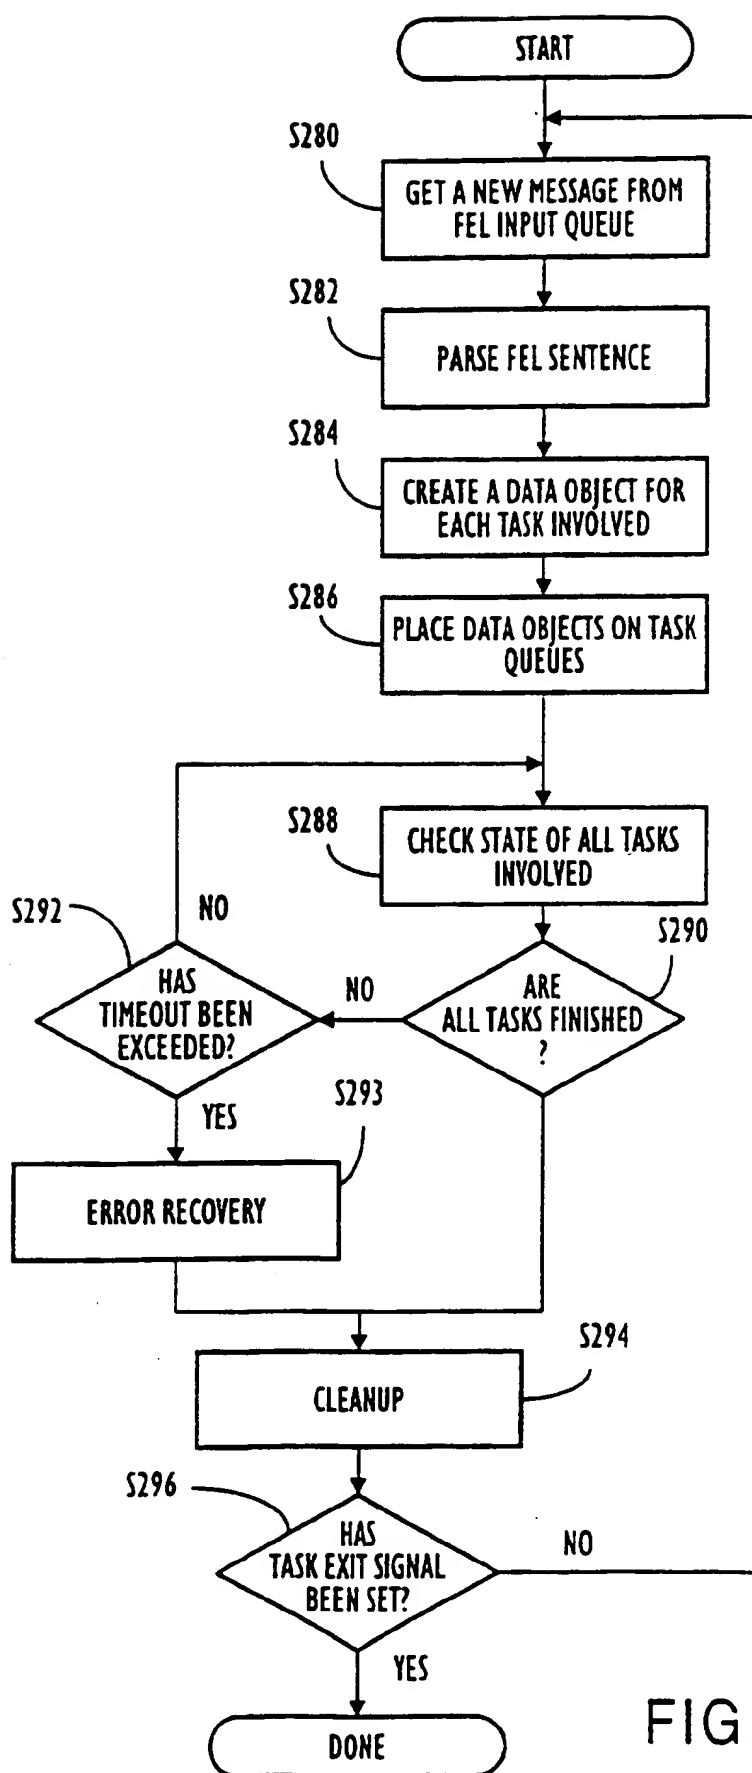 START
S280
GET A NEW MESSAGE FROM
FEL INPUT QUEUE
S282
PARSE FEL SENTENCE
S284
CREATE A DATA OBJECT FOR
EACH TASK INVOLVED
S286
PLACE DATA OBJECTS ON TASK
QUEUES
S288
CHECK STATE OF ALL TASKS
INVOLVED
S292
NO
S290
HAS
TIMEOUT BEEN
EXCEEDED?
NO
ARE
ALL TASKS FINISHED
?
YES
S293
ERROR RECOVERY
S294
CLEANUP
S296
HAS
TASK EXIT SIGNAL
BEEN SET?
NO
YES
DONE
FIG.